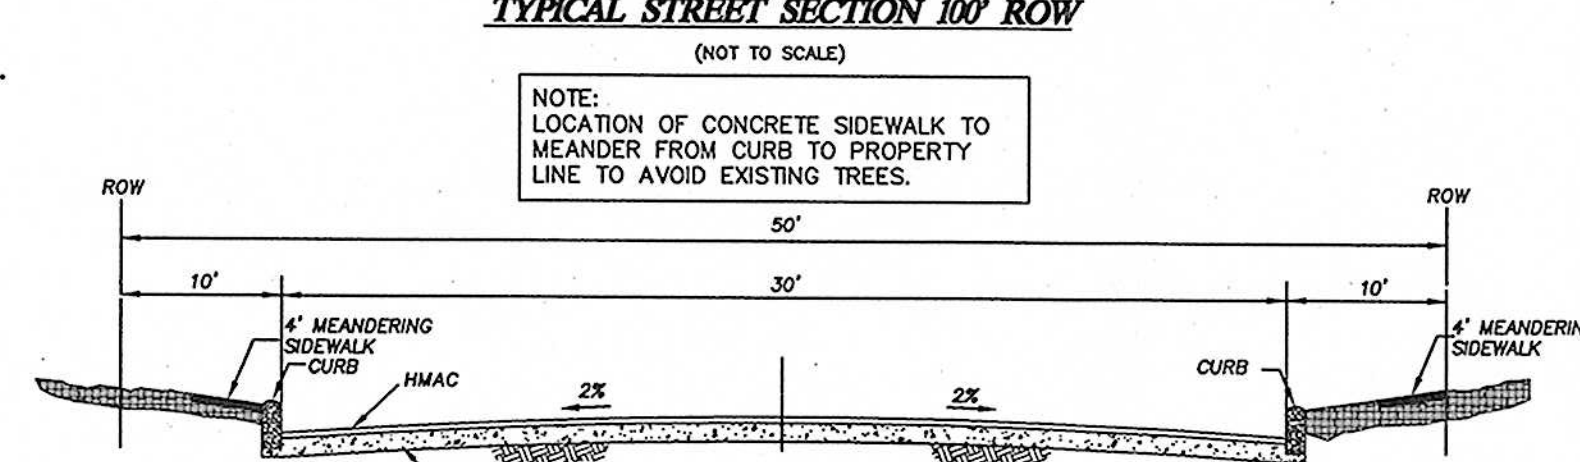 TYPICAL STREET SECTION 100' ROW
(NOT TO SCALE)
NOTE:
LOCATION OF CONCRETE SIDEWALK TO
MEANDER FROM CURB TO PROPERTY
LINE TO AVOID EXISTING TREES.
ROW
ROW
50'
10'
30'
10'
4' MEANDERING
SIDEWALK
CURB
HMAC
2%
2%
CURB
4' MEANDERIN
SIDEWALK